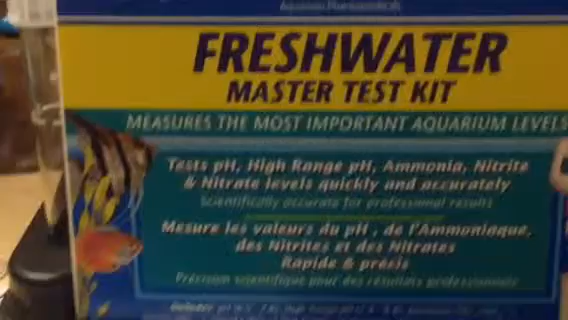 Aquarium Pharmaceuticals
FRESHWATER
MASTER TEST KIT
MEASURES THE MOST IMPORTANT AQUARIUM LEVELS
Tests pH, High Range pH, Ammonia, Nitrite
& Nitrate levels quickly and accurately
Scientifically accurate for professional results
Mesure les valeurs du pH, de l'Ammoniaque,
des Nitrites et des Nitrates
Rapide & précis
Précision scientifique pour des résultats professionnels